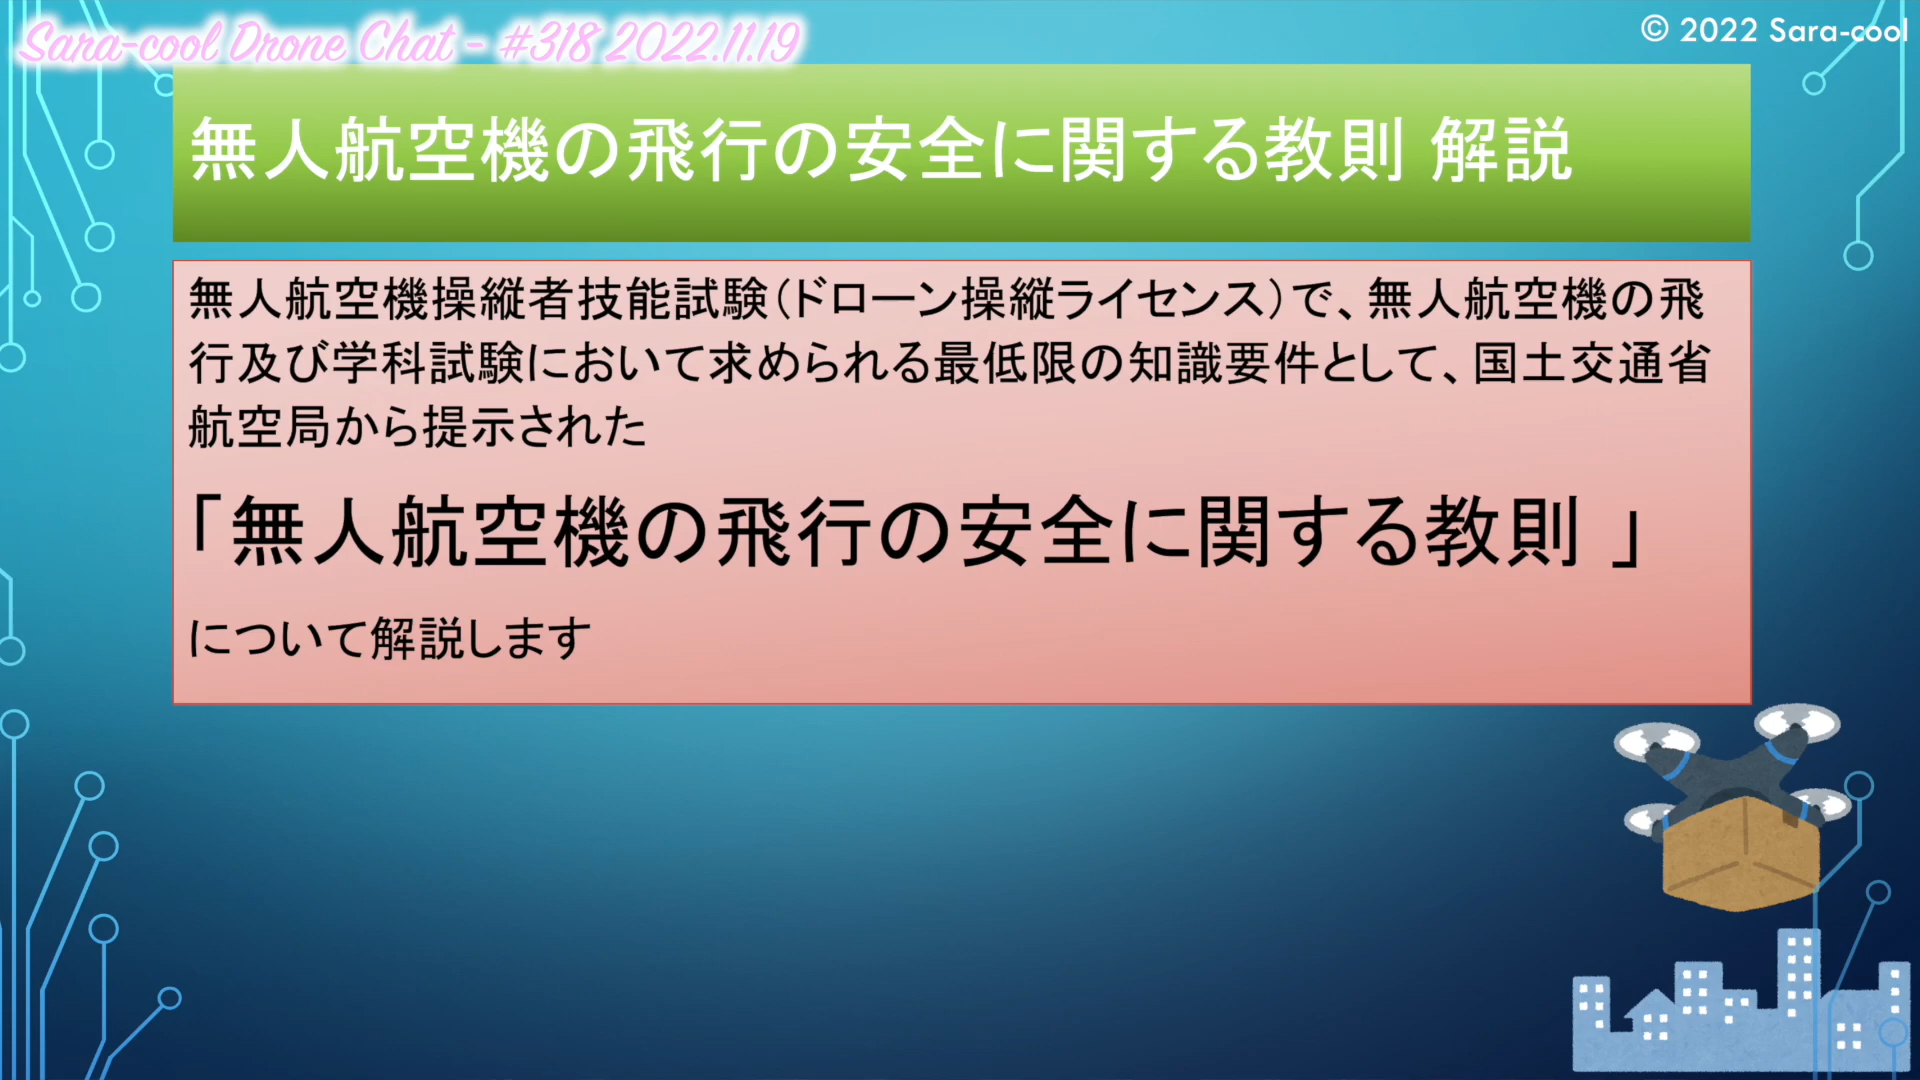 Sara-cool Drone Chat - #318 2022.11.19
© 2022 Sara-cool
無人航空機の飛行の安全に関する教則 解説
無人航空機操縦者技能試験(ドローン操縦ライセンス)で、無人航空機の飛
行及び学科試験において求められる最低限の知識要件として、国土交通省
航空局から提示された
「無人航空機の飛行の安全に関する教則 」
について解説します